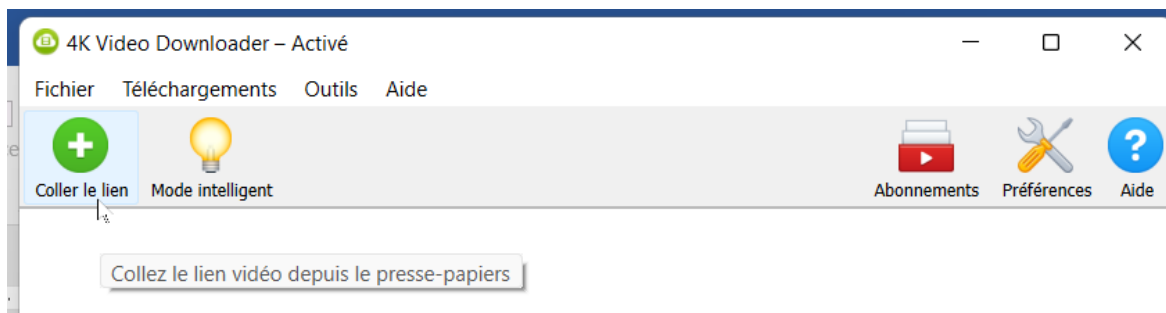 4K Video Downloader – Activé
Fichier Téléchargements Outils Aide
Coller le lien Mode intelligent Abonnements Préférences Aide
Collez le lien vidéo depuis le presse-papiers